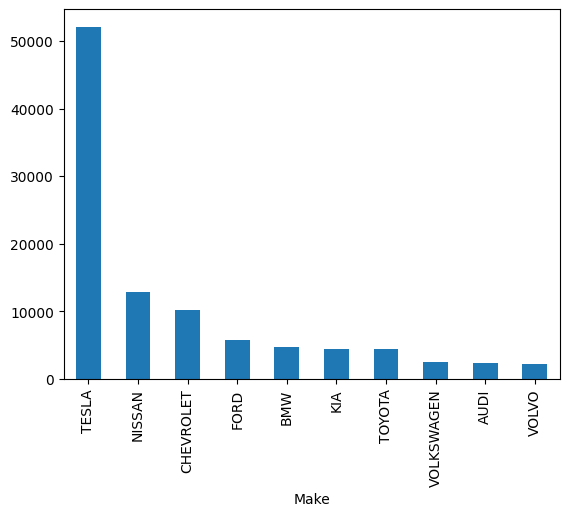 50000
40000
30000
20000
10000
0
TESLA
NISSAN
CHEVROLET
FORD
BMW
KIA
TOYOTA
VOLKSWAGEN
AUDI
VOLVO
Make